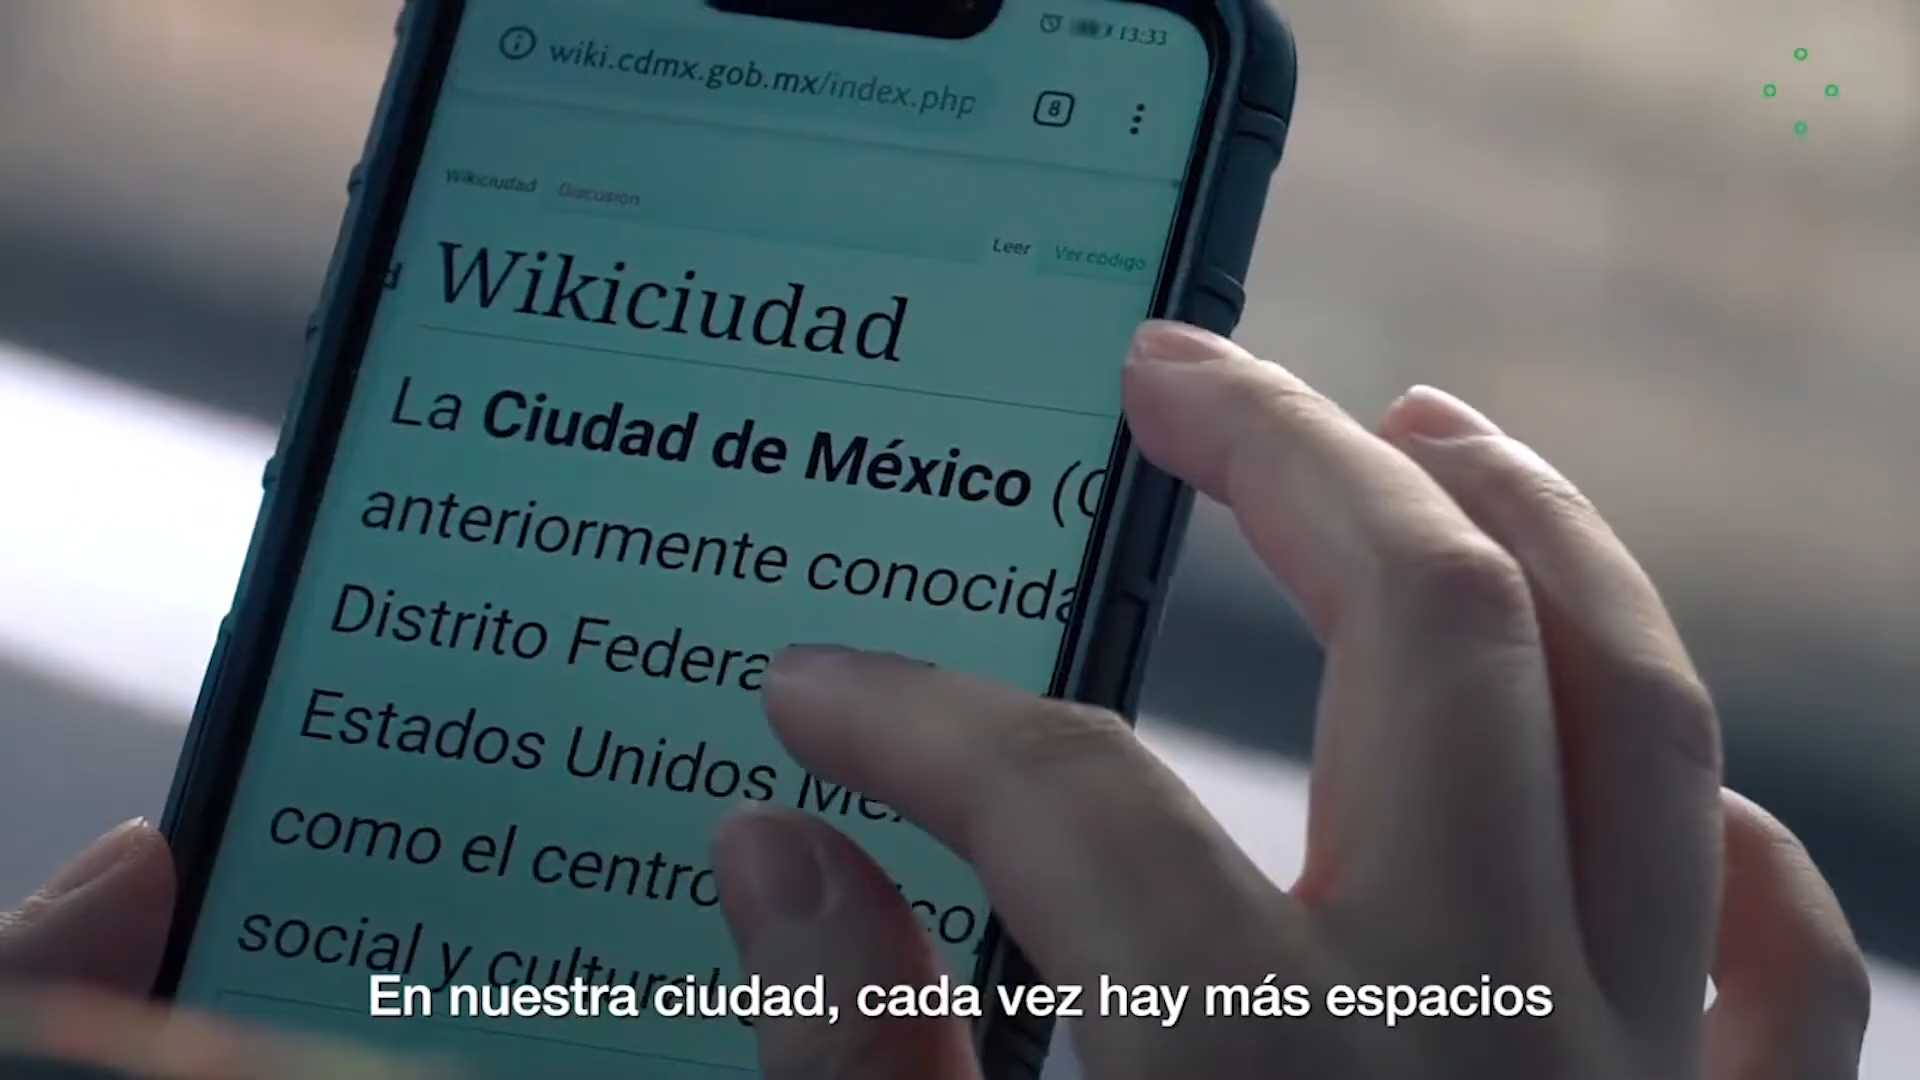 13:33
wiki.cdmx.gob.mx/index.php
8
Wikiciudad Discusión
Leer Ver código
Wikiciudad
La Ciudad de México (C
anteriormente conocida
Distrito Federa
Estados Unidos
como el centro
social y cultural
En nuestra ciudad, cada vez hay más espacios